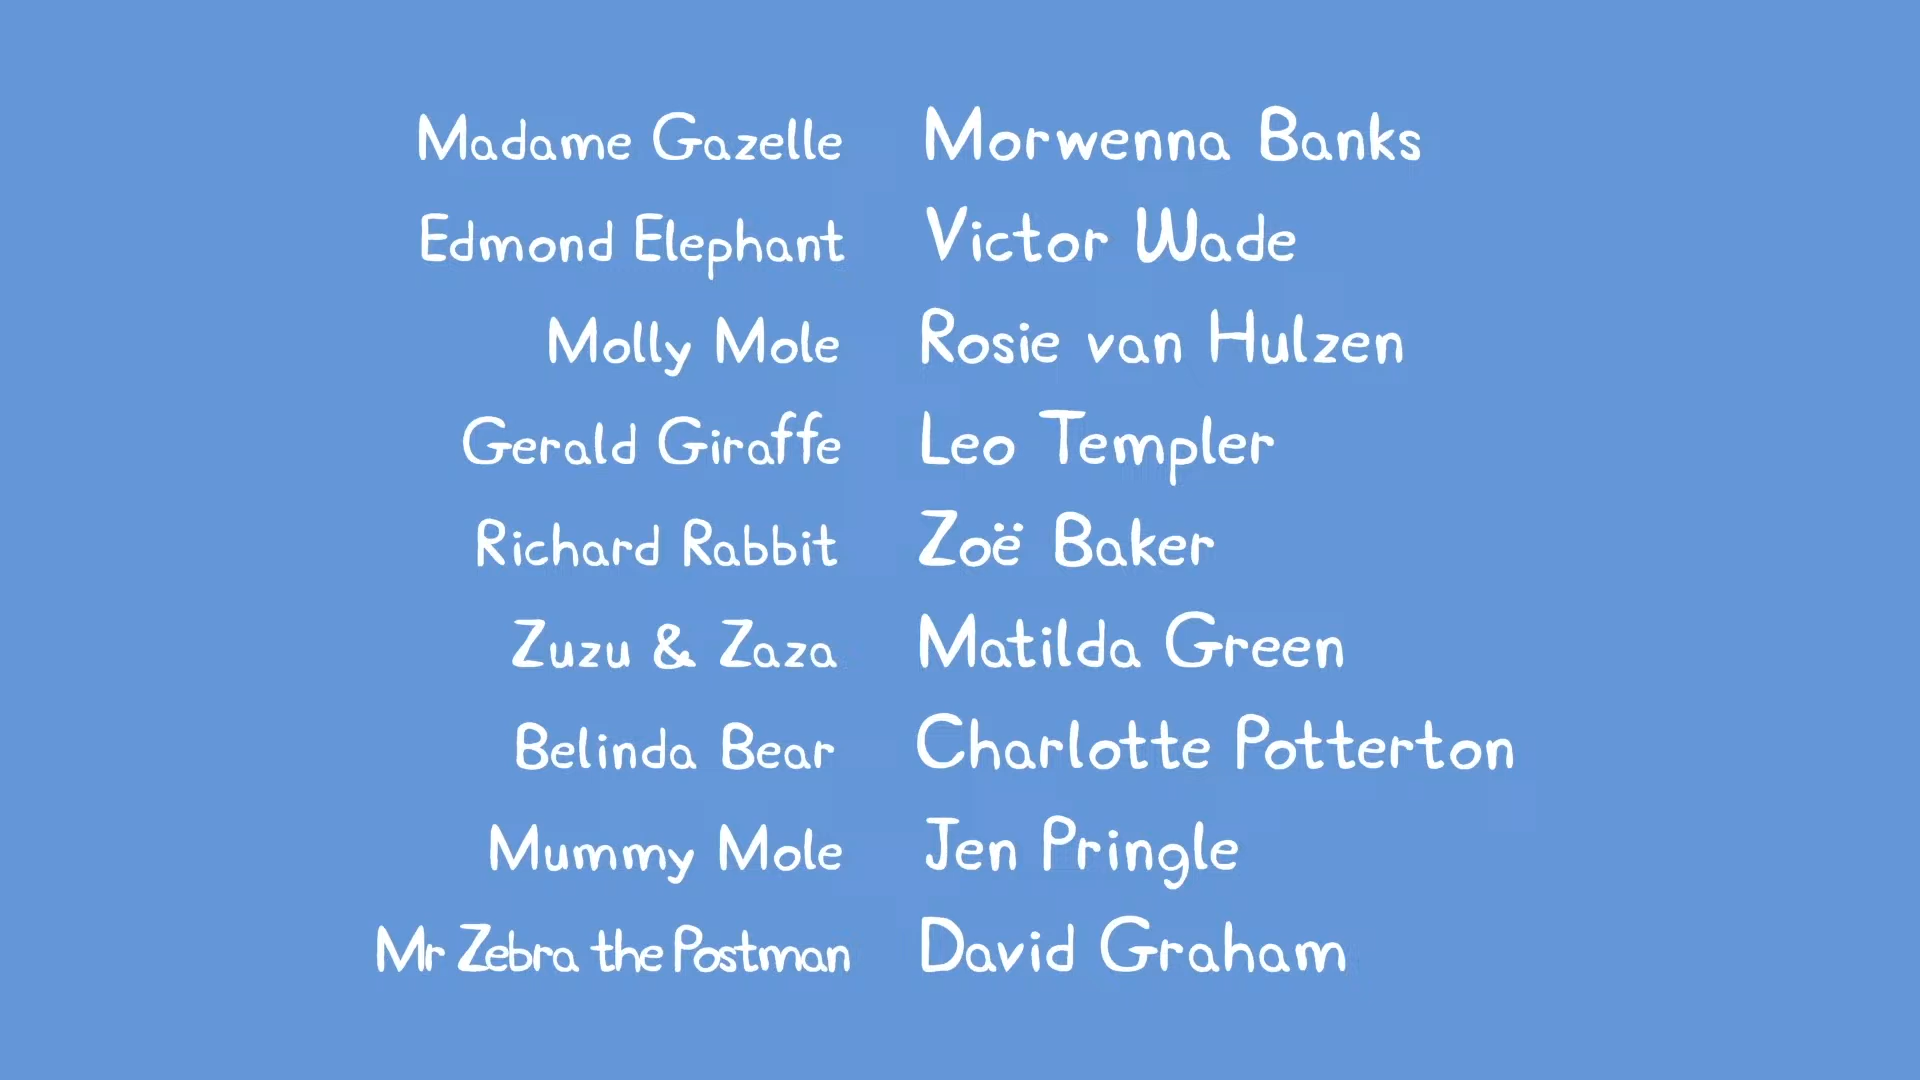 Madame Gazelle Morwenna Banks
Edmond Elephant Victor Wade
Molly Mole Rosie van Hulzen
Gerald Giraffe Leo Templer
Richard Rabbit Zoë Baker
Zuzu & Zaza Matilda Green
Belinda Bear Charlotte Potterton
Mummy Mole Jen Pringle
Mr Zebra the Postman David Graham